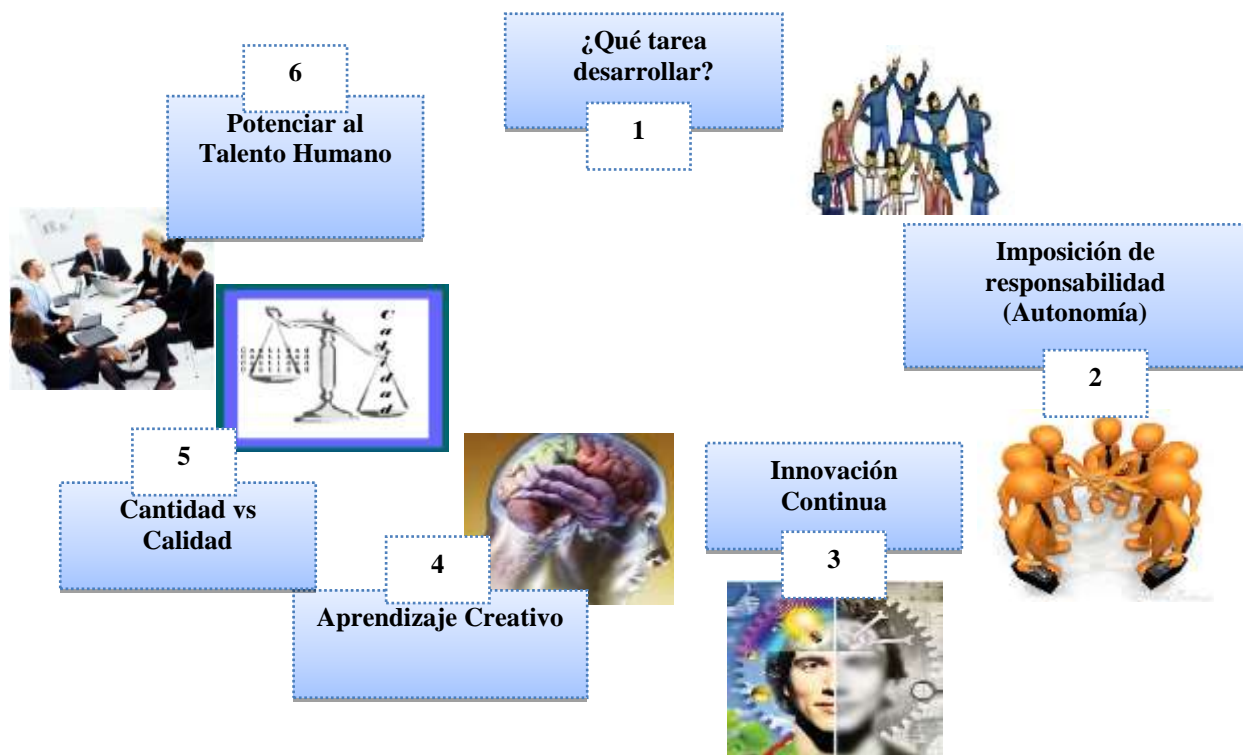 ¿Qué tarea
desarrollar?
1
Imposición de
responsabilidad
(Autonomía)
2
Innovación
Continua
3
4
Aprendizaje Creativo
5
Cantidad vs
Calidad
6
Potenciar al
Talento Humano
Calidad